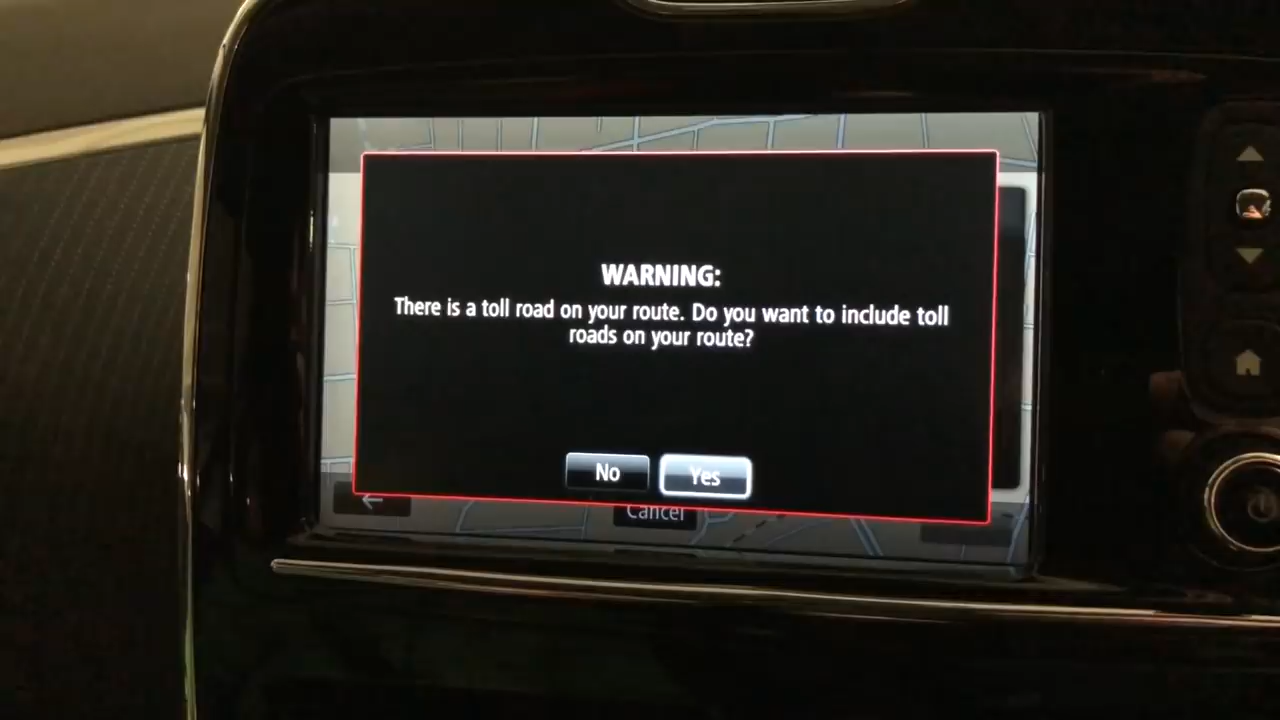 WARNING:
There is a toll road on your route. Do you want to include toll
roads on your route?
No
Yes
Cancel